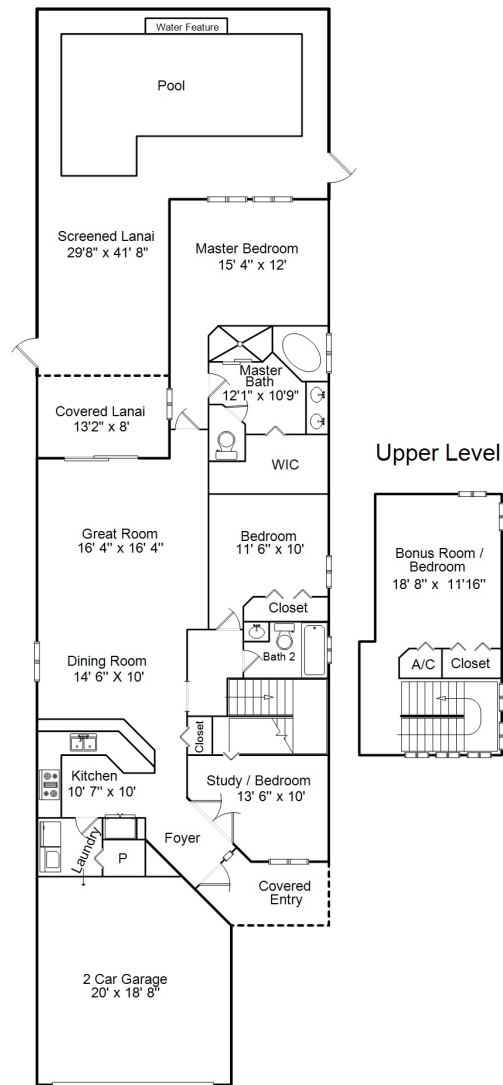 Water Feature
Pool
Screened Lanai
29'8" x 41' 8"
Master Bedroom
15' 4" x 12'
Master
Bath
12'1" x 10'9"
Covered Lanai
13'2" x 8'
WIC
Great Room
16' 4" x 16' 4"
Bedroom
11' 6" x 10'
Closet
Bath 2
Dining Room
14' 6" X 10'
Closet
Kitchen
10' 7" x 10'
Study / Bedroom
13' 6" x 10'
Laundry
P
Foyer
Covered
Entry
2 Car Garage
20' x 18' 8"
Upper Level
Bonus Room /
Bedroom
18' 8" x 11'16"
A/C
Closet